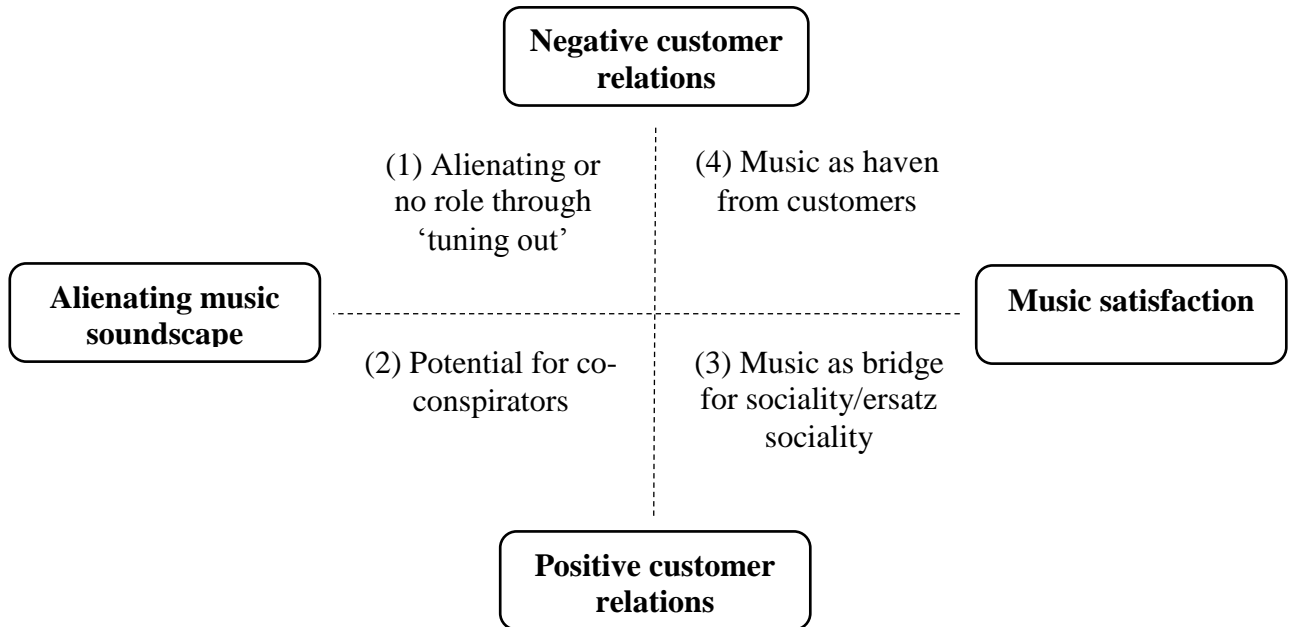 Negative customer
relations
(1) Alienating or
no role through
‘tuning out’
(4) Music as haven
from customers
Alienating music
soundscape
Music satisfaction
(2) Potential for co-
conspirators
(3) Music as bridge
for sociality/ersatz
sociality
Positive customer
relations